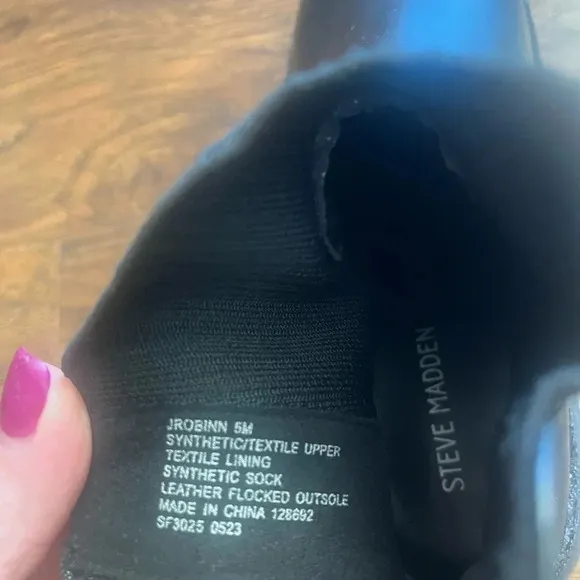 JROBINN 5M
SYNTHETIC/TEXTILE UPPER
TEXTILE LINING
SYNTHETIC SOCK
LEATHER FLOCKED OUTSOLE
MADE IN CHINA 128692
SF3025 0523
STEVE MADDEN